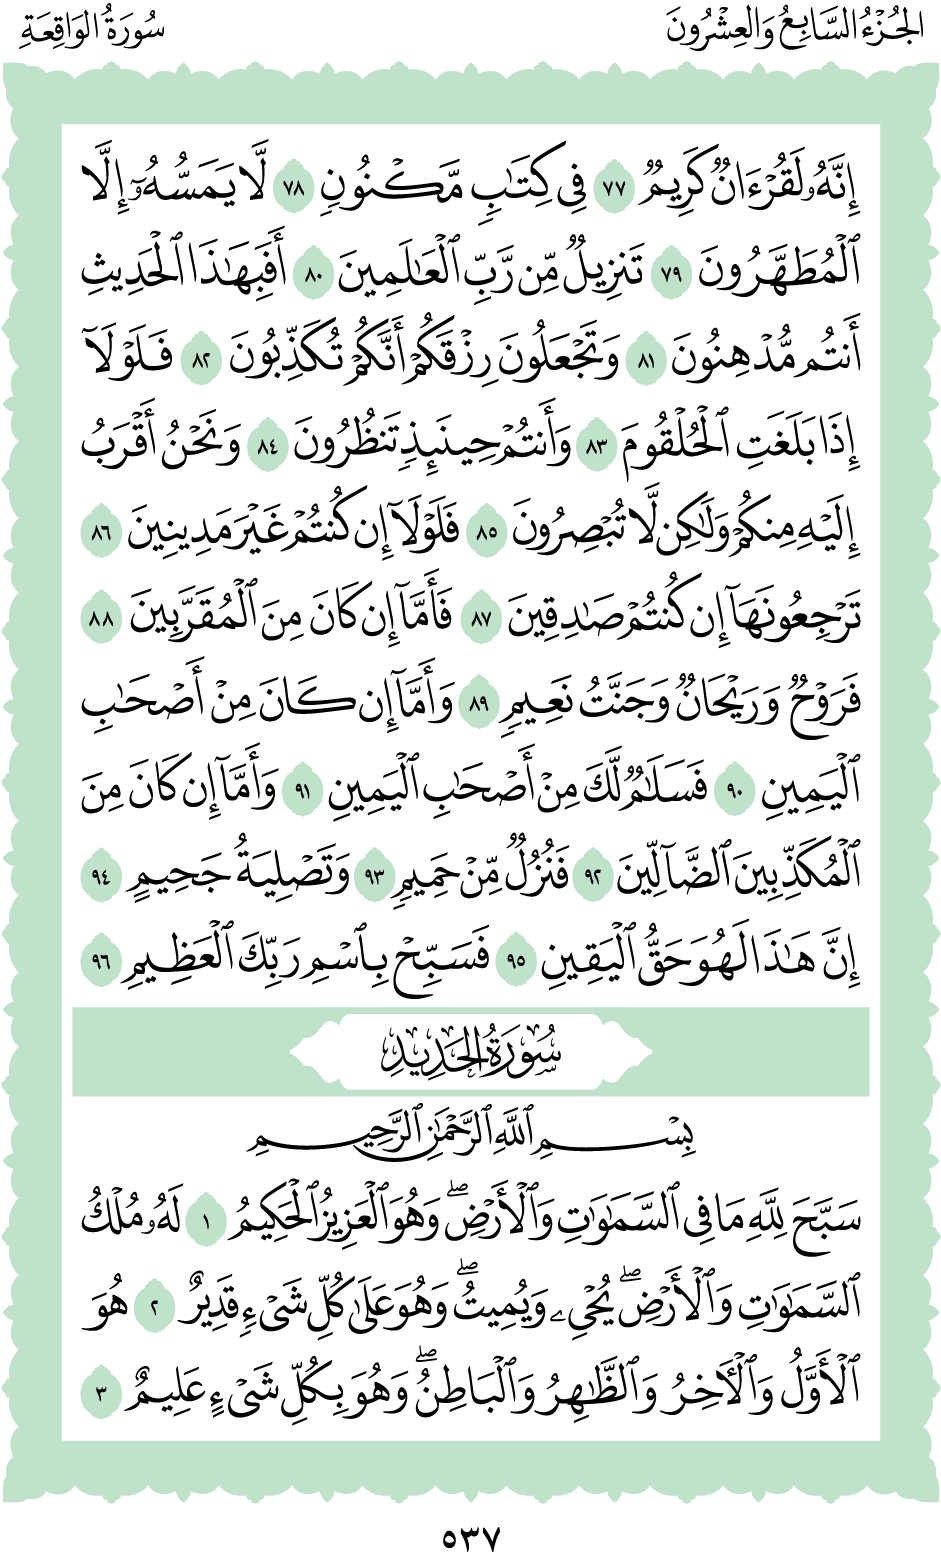 الجُزْءُ السَّابِعُ وَالعِشْرُونَ
سُورَةُ الوَاقِعَةِ
إِنَّهُۥ لَقُرۡءَانٞ كَرِيمٞ ٧٧ فِي كِتَٰبٖ مَّكۡنُونٖ ٧٨ لَّا يَمَسُّهُۥٓ إِلَّا
ٱلۡمُطَهَّرُونَ ٧٩ تَنزِيلٞ مِّن رَّبِّ ٱلۡعَٰلَمِينَ ٨٠ أَفَبِهَٰذَا ٱلۡحَدِيثِ
أَنتُم مُّدۡهِنُونَ ٨١ وَتَجۡعَلُونَ رِزۡقَكُمۡ أَنَّكُمۡ تُكَذِّبُونَ ٨٢ فَلَوۡلَآ
إِذَا بَلَغَتِ ٱلۡحُلۡقُومَ ٨٣ وَأَنتُمۡ حِينَئِذٖ تَنظُرُونَ ٨٤ وَنَحۡنُ أَقۡرَبُ
إِلَيۡهِ مِنكُمۡ وَلَٰكِن لَّا تُبۡصِرُونَ ٨٥ فَلَوۡلَآ إِن كُنتُمۡ غَيۡرَ مَدِينِينَ ٨٦
تَرۡجِعُونَهَآ إِن كُنتُمۡ صَٰدِقِينَ ٨٧ فَأَمَّآ إِن كَانَ مِنَ ٱلۡمُقَرَّبِينَ ٨٨
فَرَوۡحٞ وَرَيۡحَانٞ وَجَنَّتُ نَعِيمٖ ٨٩ وَأَمَّآ إِن كَانَ مِنۡ أَصۡحَٰبِ
ٱلۡيَمِينِ ٩٠ فَسَلَٰمٞ لَّكَ مِنۡ أَصۡحَٰبِ ٱلۡيَمِينِ ٩١ وَأَمَّآ إِن كَانَ مِنَ
ٱلۡمُكَذِّبِينَ ٱلضَّآلِّينَ ٩٢ فَنُزُلٞ مِّنۡ حَمِيمٖ ٩٣ وَتَصۡلِيَةُ جَحِيمٍ ٩٤
إِنَّ هَٰذَا لَهُوَ حَقُّ ٱلۡيَقِينِ ٩٥ فَسَبِّحۡ بِٱسۡمِ رَبِّكَ ٱلۡعَظِيمِ ٩٦
سُورَةُ الحَدِيدِ
بِسۡمِ ٱللَّهِ ٱلرَّحۡمَٰنِ ٱلرَّحِيمِ
سَبَّحَ لِلَّهِ مَا فِي ٱلسَّمَٰوَٰتِ وَٱلۡأَرۡضِۖ وَهُوَ ٱلۡعَزِيزُ ٱلۡحَكِيمُ ١ لَهُۥ مُلۡكُ
ٱلسَّمَٰوَٰتِ وَٱلۡأَرۡضِۖ يُحۡيِۦ وَيُمِيتُۖ وَهُوَ عَلَىٰ كُلِّ شَيۡءٖ قَدِيرٌ ٢ هُوَ
ٱلۡأَوَّلُ وَٱلۡأٓخِرُ وَٱلظَّٰهِرُ وَٱلۡبَاطِنُۖ وَهُوَ بِكُلِّ شَيۡءٍ عَلِيمٌ ٣
٥٣٧